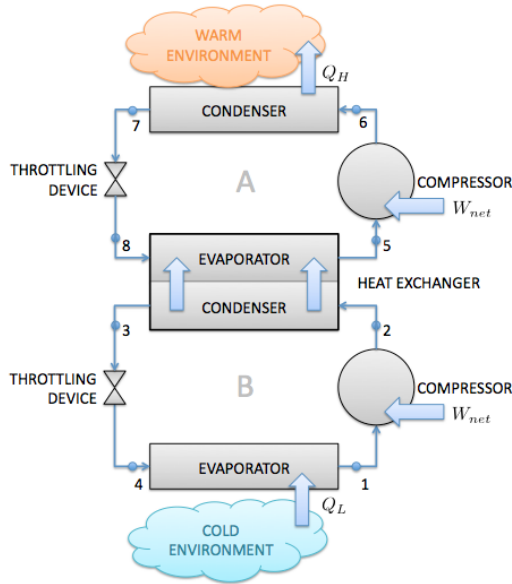 WARM
ENVIRONMENT
Q_H
CONDENSER
7
6
THROTTLING
DEVICE
A
COMPRESSOR
W_net
8
5
EVAPORATOR
HEAT EXCHANGER
CONDENSER
3
2
THROTTLING
DEVICE
B
COMPRESSOR
W_net
EVAPORATOR
4
1
Q_L
COLD
ENVIRONMENT